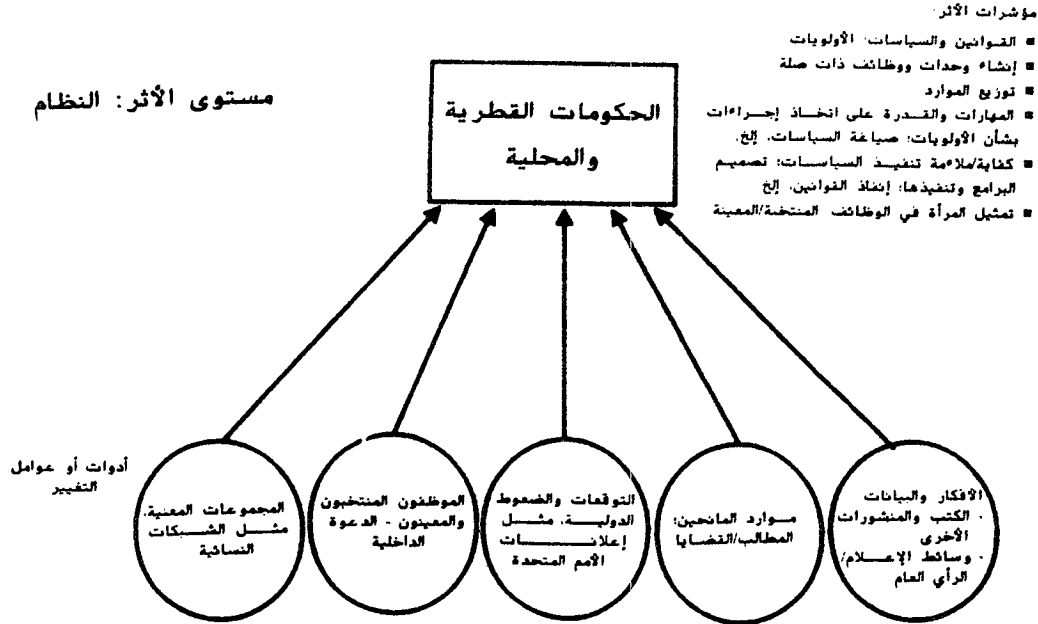 مؤشرات الأثر
■ القوانين والسياسات؛ الأولويات
■ إنشاء وحدات ووظائف ذات صلة
■ توزيع الموارد
■ المهارات والقدرة على اتخاذ إجراءات
بشأن الأولويات؛ صياغة السياسات، إلخ.
■ كفاية/ملاءمة تنفيذ السياسات؛ تصميم
البرامج وتنفيذها؛ إنفاذ القوانين، إلخ
■ تمثيل المرأة في الوظائف المنتخبة/المعينة
مستوى الأثر: النظام
الحكومات القطرية
والمحلية
أدوات أو عوامل
التغيير
الأفكار والبيانات
- الكتب والمنشورات
الأخرى
- وسائط الإعلام/
الرأي العام
موارد المانحين؛
المطالب/القضايا
التوقعات والضغوط
الدولية، مثل
إعلانات
الأمم المتحدة
الموظفون المنتخبون
والمعينون - الدعوة
الداخلية
المجموعات المعنية،
مثل الشبكات
النسائية